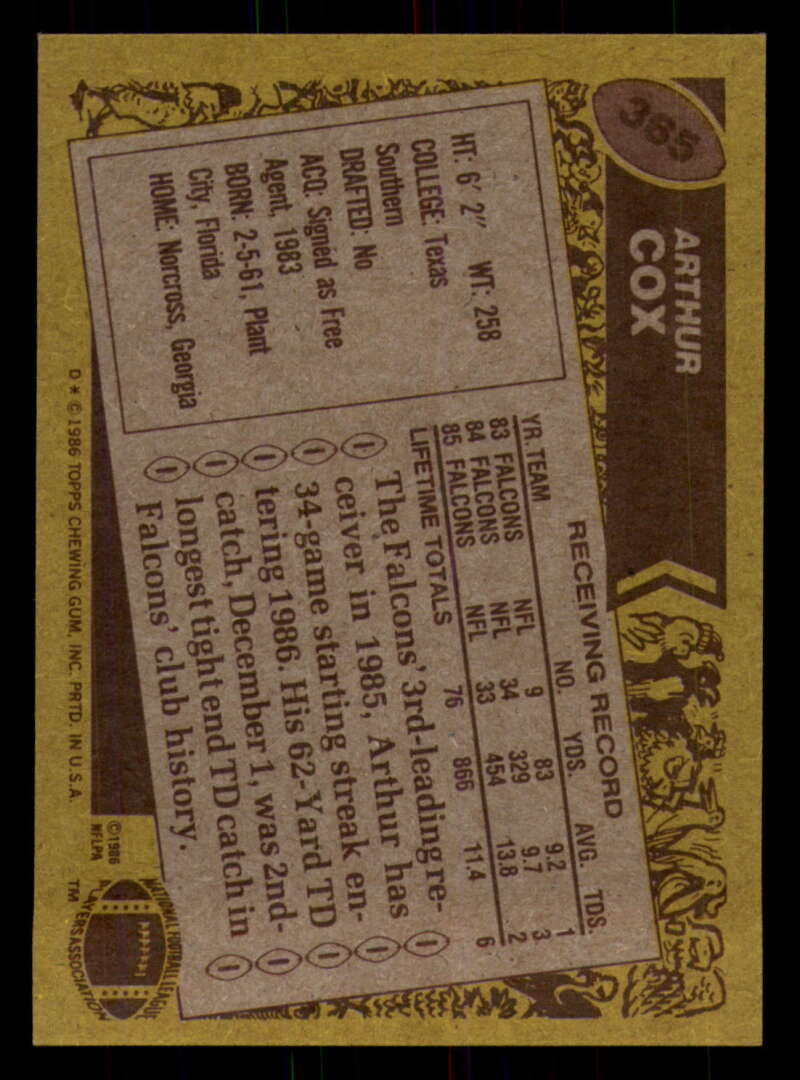 365
ARTHUR
COX
HT: 6' 2" WT: 258
COLLEGE: Texas
Southern
DRAFTED: No
ACQ: Signed as Free
Agent, 1983
BORN: 2-5-61, Plant
City, Florida
HOME: Norcross, Georgia
RECEIVING RECORD
YR. TEAM NO. YDS. AVG. TDS.
83 FALCONS NFL 9 83 9.2 1
84 FALCONS NFL 34 329 9.7 3
85 FALCONS NFL 33 454 13.8 2
LIFETIME TOTALS 76 866 11.4 6
The Falcons' 3rd-leading re-
ceiver in 1985, Arthur has
34-game starting streak en-
tering 1986. His 62-Yard TD
catch, December 1, was 2nd-
longest tight end TD catch in
Falcons' club history.
D * © 1986 TOPPS CHEWING GUM, INC. PRTD. IN U.S.A.
© 1986
NFLPA
NATIONAL FOOTBALL LEAGUE
PLAYERS ASSOCIATION
TM